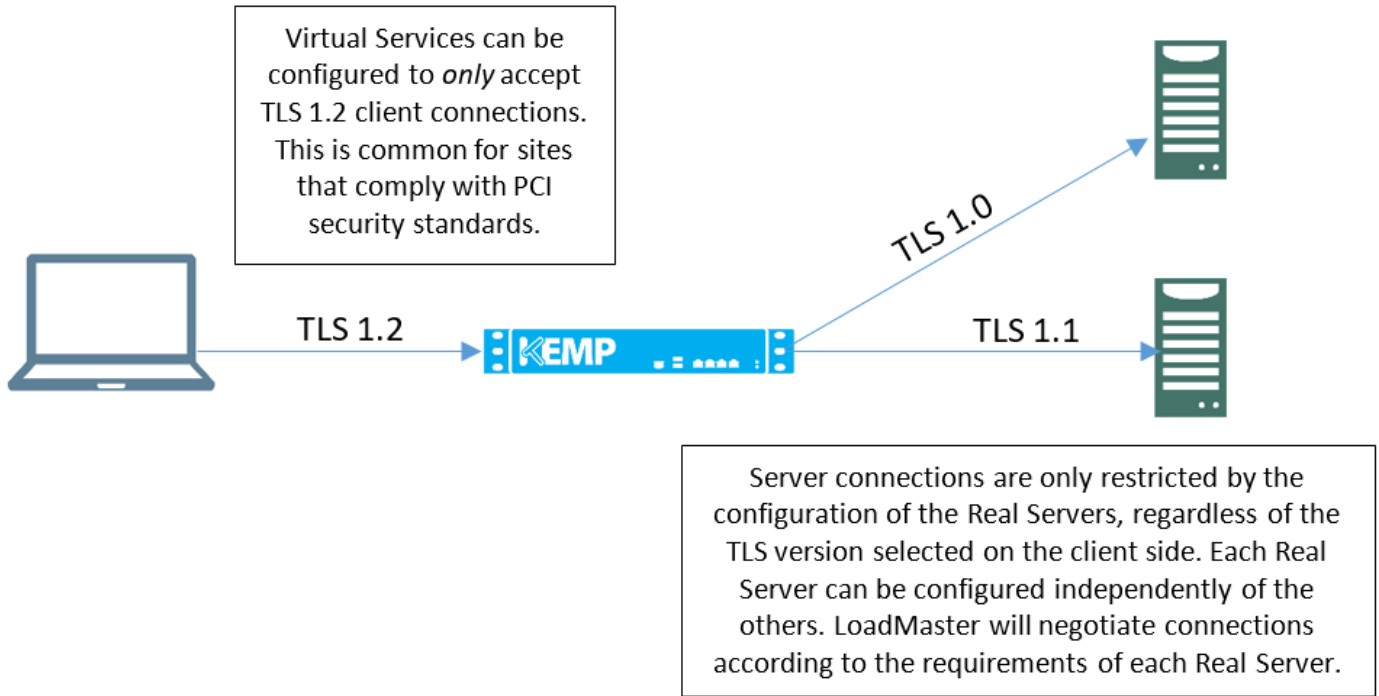 Virtual Services can be
configured to only accept
TLS 1.2 client connections.
This is common for sites
that comply with PCI
security standards.
TLS 1.0
TLS 1.2
KEMP
TLS 1.1
Server connections are only restricted by the
configuration of the Real Servers, regardless of the
TLS version selected on the client side. Each Real
Server can be configured independently of the
others. LoadMaster will negotiate connections
according to the requirements of each Real Server.